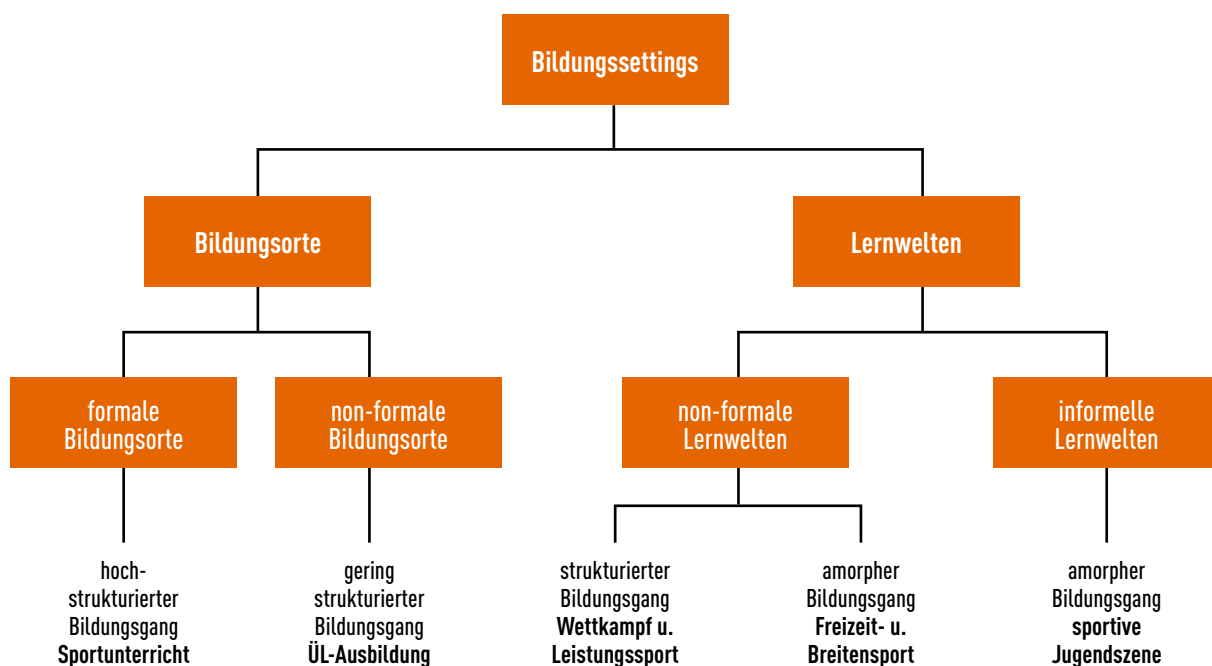 Bildungssettings
Bildungsorte
Lernwelten
formale
Bildungsorte
non-formale
Bildungsorte
non-formale
Lernwelten
informelle
Lernwelten
hoch-
strukturierter
Bildungsgang
Sportunterricht
gering
strukturierter
Bildungsgang
ÜL-Ausbildung
strukturierter
Bildungsgang
Wettkampf u.
Leistungssport
amorpher
Bildungsgang
Freizeit- u.
Breitensport
amorpher
Bildungsgang
sportive
Jugendszene